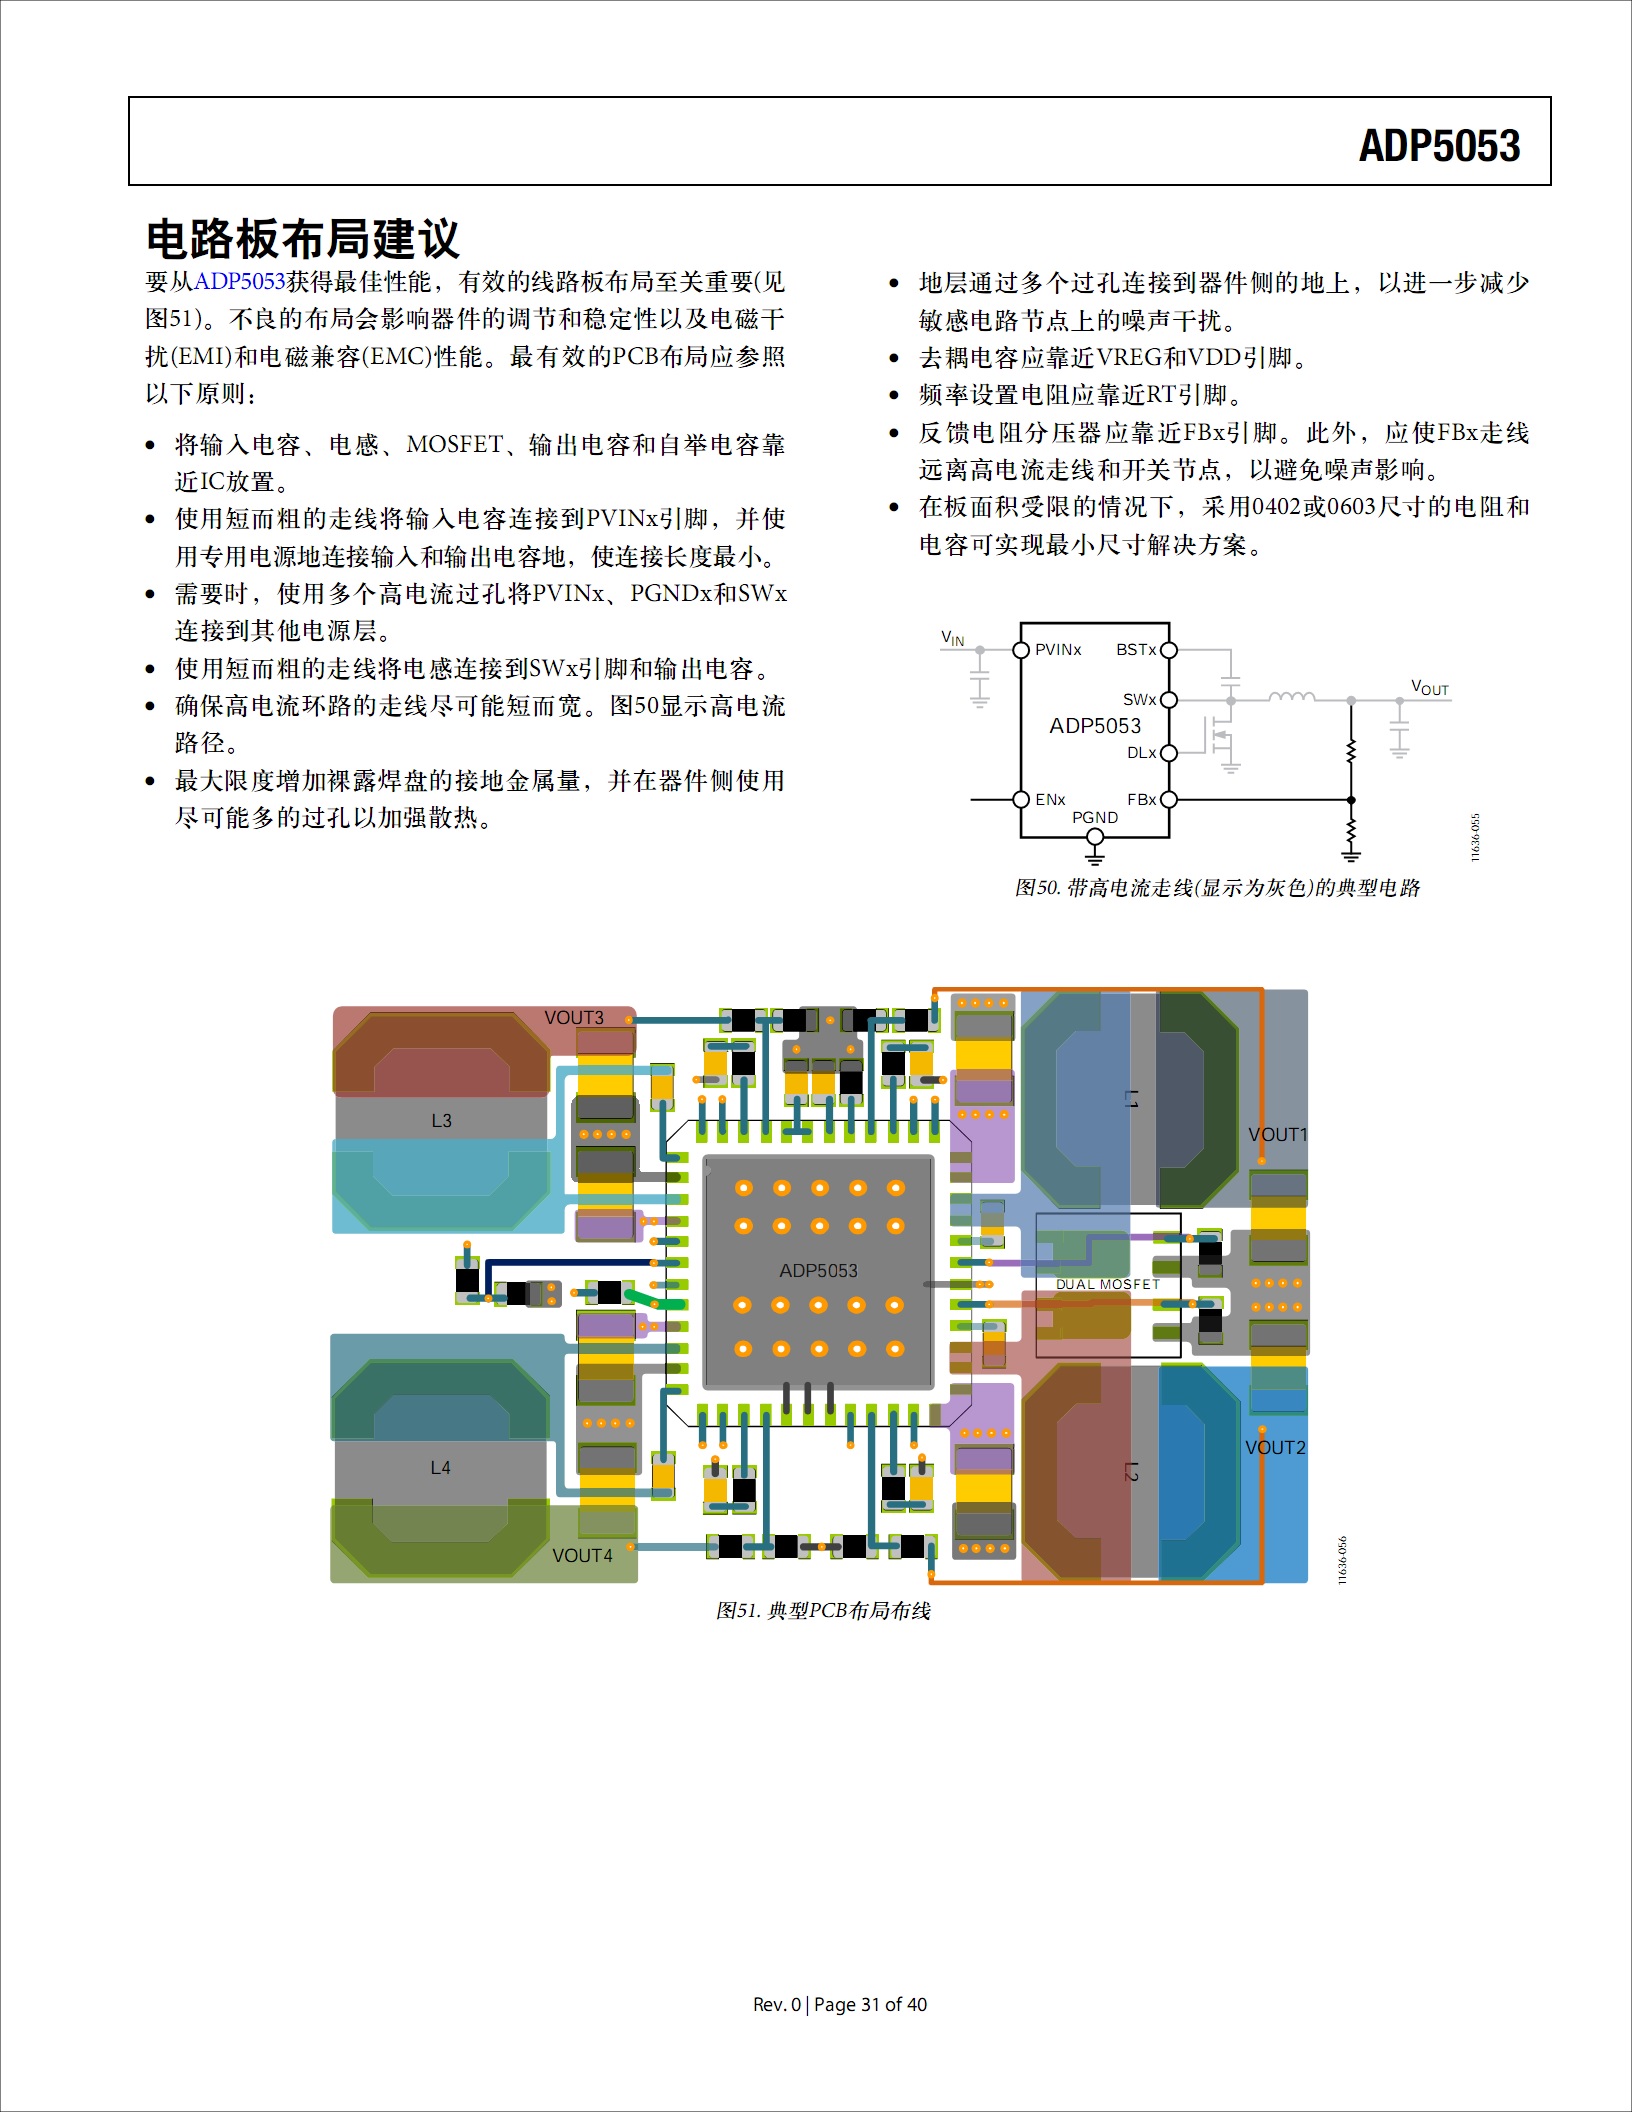 ADP5053
电路板布局建议
要从ADP5053获得最佳性能，有效的线路板布局至关重要(见
图51)。不良的布局会影响器件的调节和稳定性以及电磁干
扰(EMI)和电磁兼容(EMC)性能。最有效的PCB布局应参照
以下原则：
• 将输入电容、电感、MOSFET、输出电容和自举电容靠
近IC放置。
• 使用短而粗的走线将输入电容连接到PVINx引脚，并使
用专用电源地连接输入和输出电容地，使连接长度最小。
• 需要时，使用多个高电流过孔将PVINx、PGNDx和SWx
连接到其他电源层。
• 使用短而粗的走线将电感连接到SWx引脚和输出电容。
• 确保高电流环路的走线尽可能短而宽。图50显示高电流
路径。
• 最大限度增加裸露焊盘的接地金属量，并在器件侧使用
尽可能多的过孔以加强散热。
• 地层通过多个过孔连接到器件侧的地上，以进一步减少
敏感电路节点上的噪声干扰。
• 去耦电容应靠近VREG和VDD引脚。
• 频率设置电阻应靠近RT引脚。
• 反馈电阻分压器应靠近FBx引脚。此外，应使FBx走线
远离高电流走线和开关节点，以避免噪声影响。
• 在板面积受限的情况下，采用0402或0603尺寸的电阻和
电容可实现最小尺寸解决方案。
VIN
PVINx
BSTx
SWx
VOUT
ADP5053
DLx
ENx
FBx
PGND
11636-055
图50. 带高电流走线(显示为灰色)的典型电路
VOUT3
L3
L1
VOUT1
ADP5053
DUAL MOSFET
VOUT2
L4
L2
VOUT4
11636-056
图51. 典型PCB布局布线
Rev. 0 | Page 31 of 40